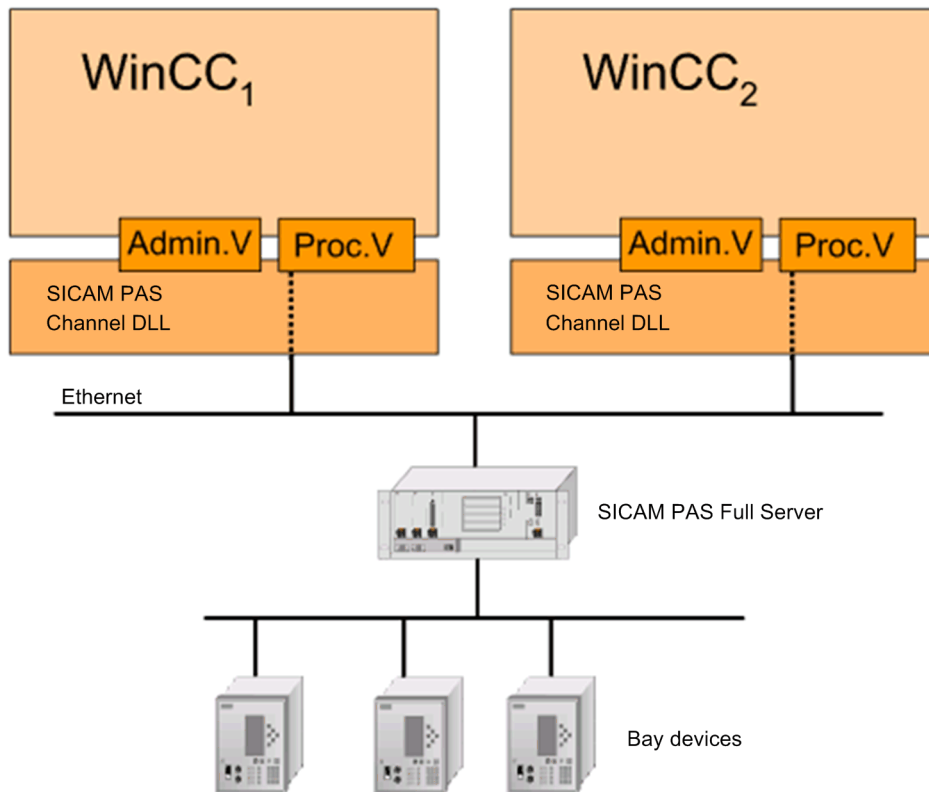 WinCC1
WinCC2
Admin.V
Proc.V
Admin.V
Proc.V
SICAM PAS
Channel DLL
SICAM PAS
Channel DLL
Ethernet
SICAM PAS Full Server
Bay devices